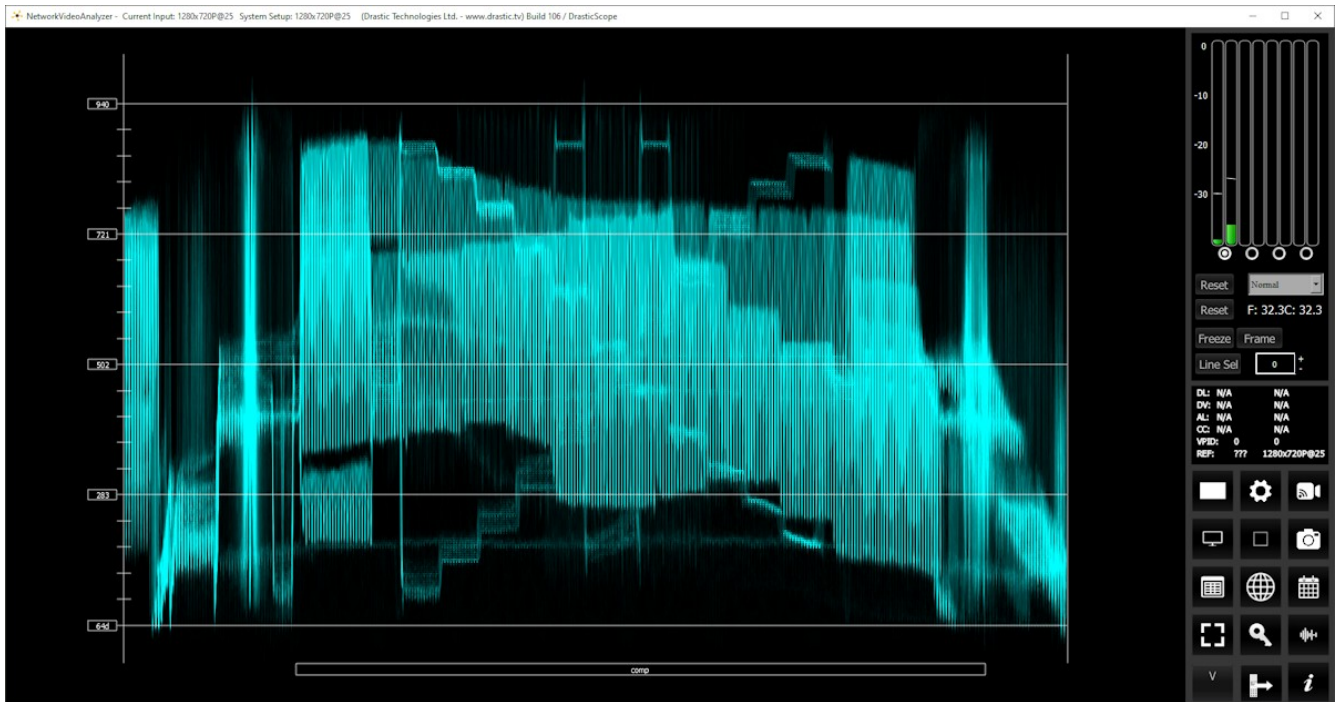 NetworkVideoAnalyzer - Current Input: 1280x720P@25 System Setup: 1280x720P@25 (Drastic Technologies Ltd. - www.drastic.tv) Build 106 / DrasticScope
940
721
502
283
64d
comp
0
-10
-20
-30
Reset Normal
Reset F: 32.3C: 32.3
Freeze Frame
Line Sel 0 + -
DL: N/A N/A
DV: N/A N/A
AL: N/A N/A
CC: N/A N/A
VPID: 0 0
REF: ??? 1280x720P@25
V
i